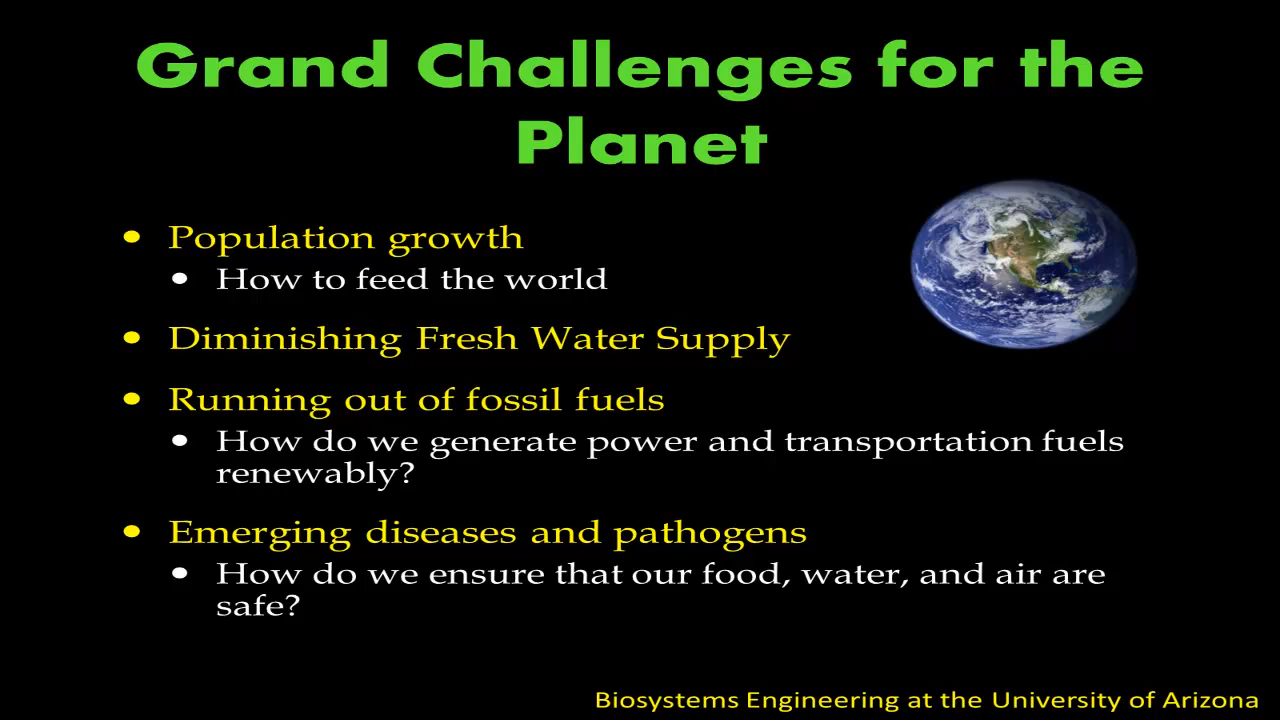 Grand Challenges for the
Planet
• Population growth
• How to feed the world
• Diminishing Fresh Water Supply
• Running out of fossil fuels
• How do we generate power and transportation fuels
renewably?
• Emerging diseases and pathogens
• How do we ensure that our food, water, and air are
safe?
Biosystems Engineering at the University of Arizona